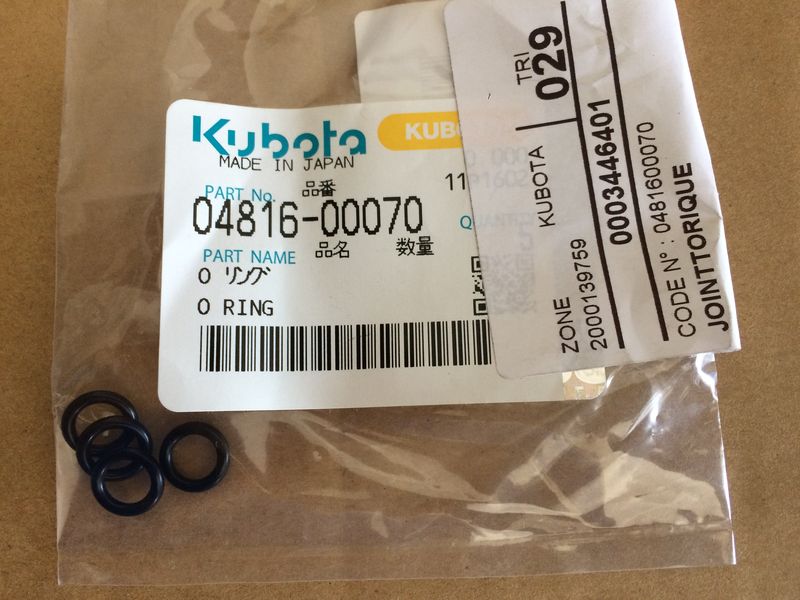 Kubota
MADE IN JAPAN
PART No. 品番
04816-00070
PART NAME 品名 数量
O リング
O RING
TRI
029
KUBOTA
ZONE
2000139759
0003446401
CODE N° : 0481600070
JOINTTORIQUE